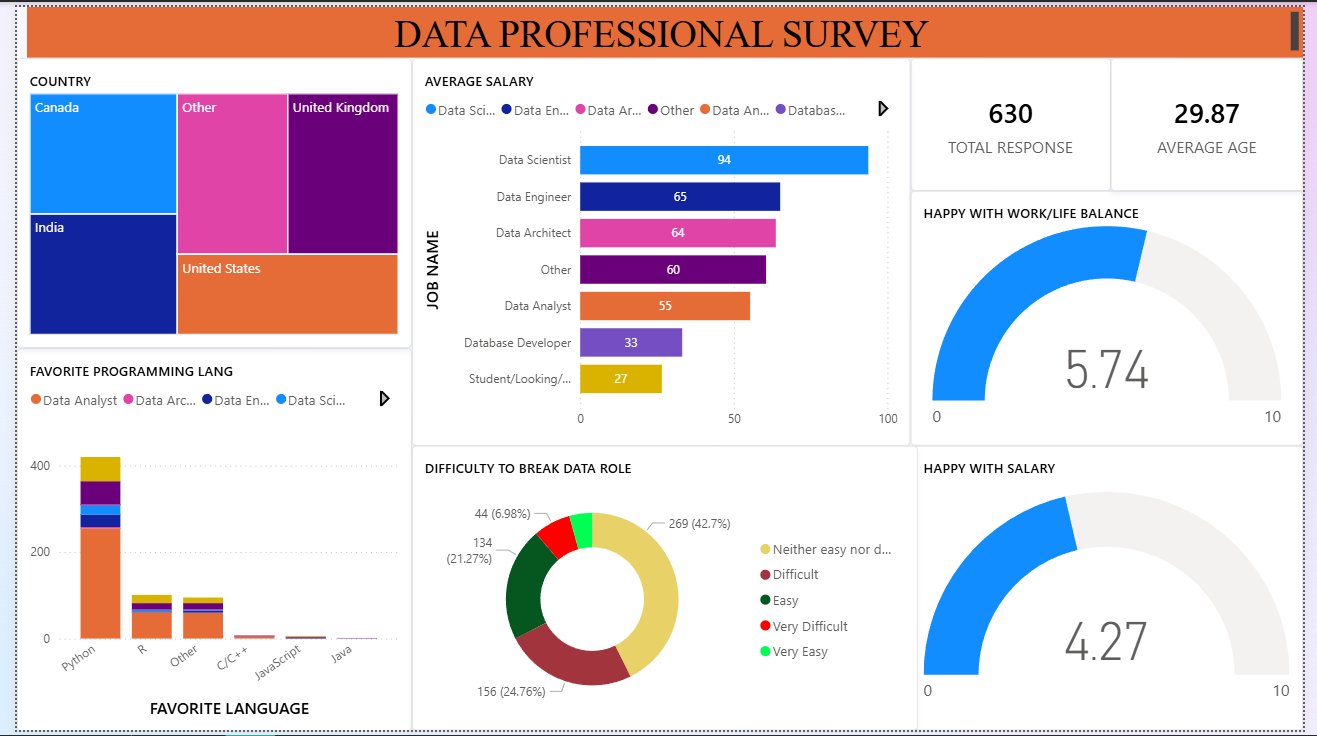 DATA PROFESSIONAL SURVEY
COUNTRY
Canada
Other
United Kingdom
India
United States
AVERAGE SALARY
Data Sci... Data En... Data Ar... Other Data An... Databas...
JOB NAME
Data Scientist 94
Data Engineer 65
Data Architect 64
Other 60
Data Analyst 55
Database Developer 33
Student/Looking/... 27
0 50 100
630
TOTAL RESPONSE
29.87
AVERAGE AGE
HAPPY WITH WORK/LIFE BALANCE
5.74
0 10
FAVORITE PROGRAMMING LANG
Data Analyst Data Arc... Data En... Data Sci...
400
200
0
Python R Other C/C++ JavaScript Java
FAVORITE LANGUAGE
DIFFICULTY TO BREAK DATA ROLE
44 (6.98%)
269 (42.7%)
134
(21.27%)
156 (24.76%)
Neither easy nor d...
Difficult
Easy
Very Difficult
Very Easy
HAPPY WITH SALARY
4.27
0 10